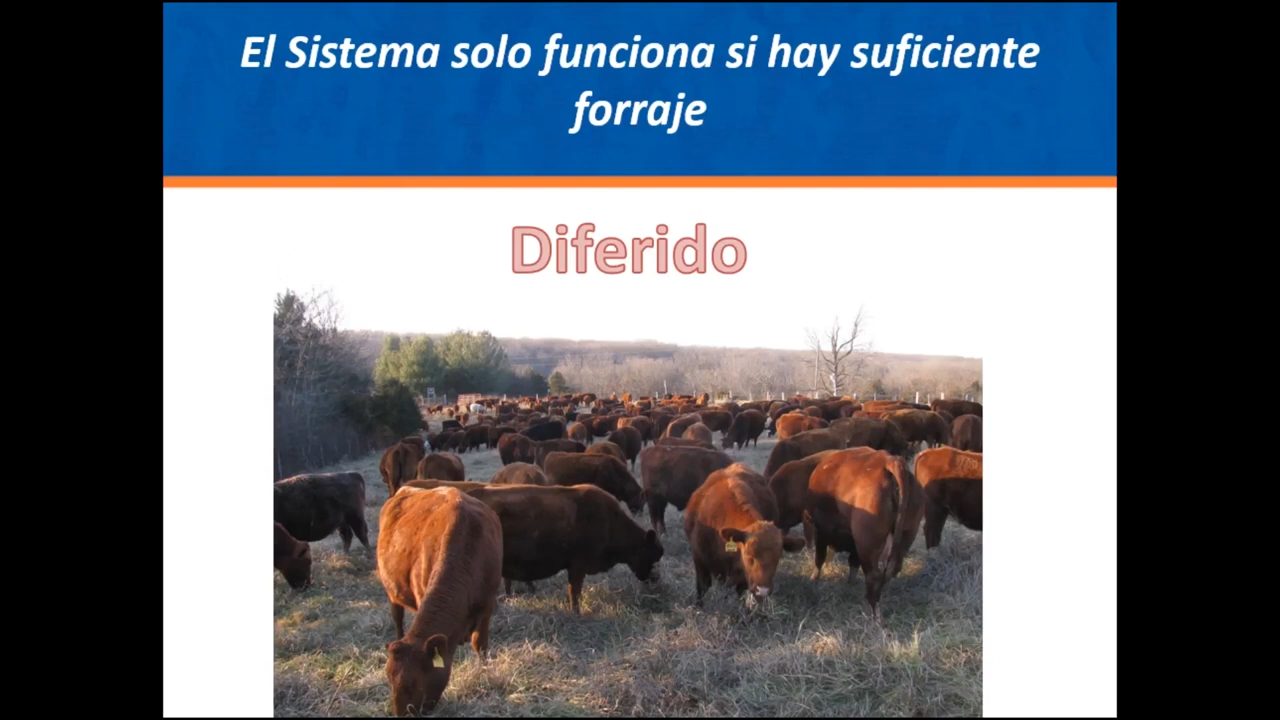 El Sistema solo funciona si hay suficiente
forraje
Diferido